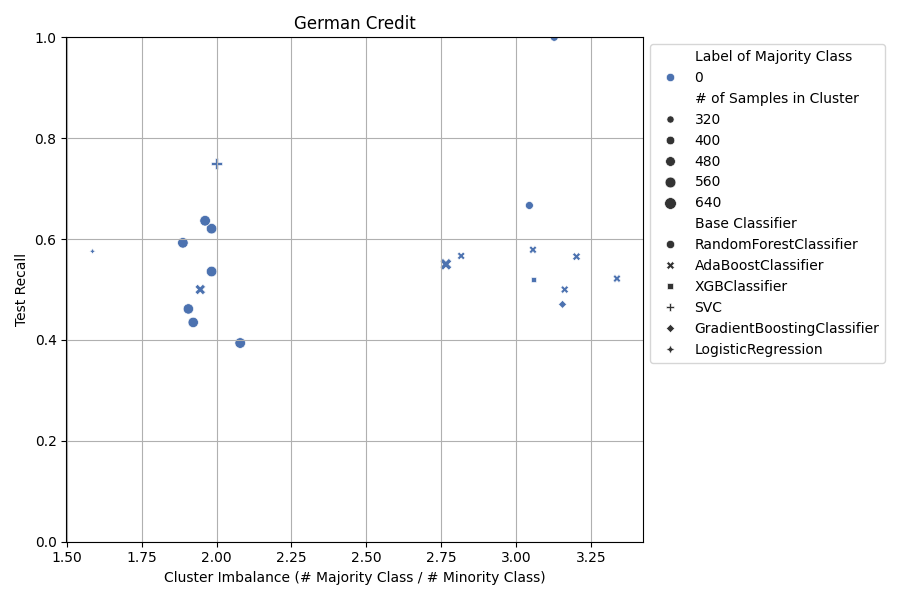 German Credit
1.0
0.8
0.6
0.4
0.2
0.0
Test Recall
1.50 1.75 2.00 2.25 2.50 2.75 3.00 3.25
Cluster Imbalance (# Majority Class / # Minority Class)
Label of Majority Class
0
# of Samples in Cluster
320
400
480
560
640
Base Classifier
RandomForestClassifier
AdaBoostClassifier
XGBClassifier
SVC
GradientBoostingClassifier
LogisticRegression